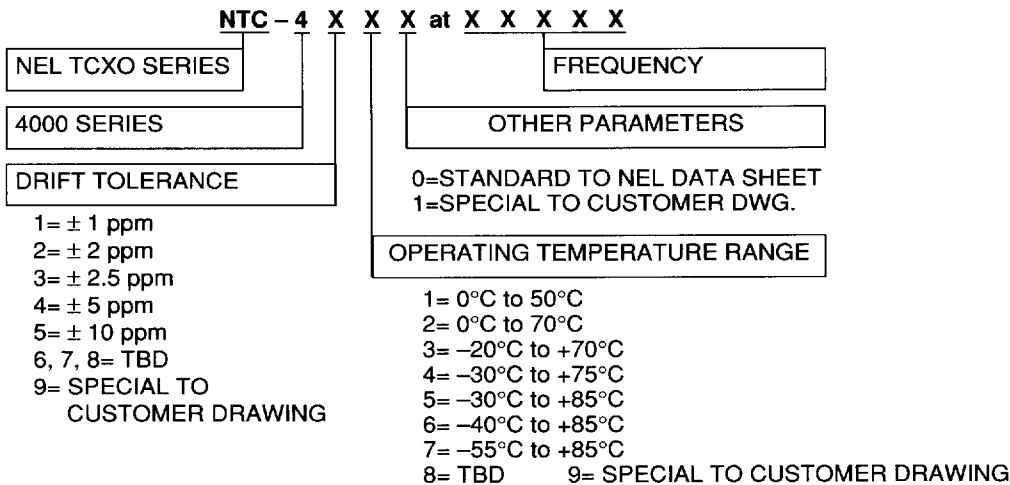 NTC – 4 X X X at X X X X X
NEL TCXO SERIES
FREQUENCY
4000 SERIES
OTHER PARAMETERS
0=STANDARD TO NEL DATA SHEET
1=SPECIAL TO CUSTOMER DWG.
DRIFT TOLERANCE
1= ± 1 ppm
2= ± 2 ppm
3= ± 2.5 ppm
4= ± 5 ppm
5= ± 10 ppm
6, 7, 8= TBD
9= SPECIAL TO
CUSTOMER DRAWING
OPERATING TEMPERATURE RANGE
1= 0°C to 50°C
2= 0°C to 70°C
3= –20°C to +70°C
4= –30°C to +75°C
5= –30°C to +85°C
6= –40°C to +85°C
7= –55°C to +85°C
8= TBD 9= SPECIAL TO CUSTOMER DRAWING